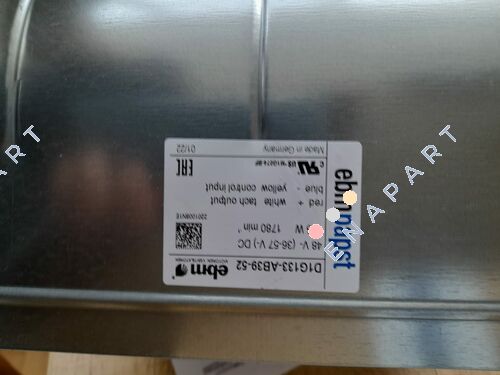 ebmpapst
D1G133-AB39-52
ebm
48 V- (36-57-V-) DC
W 1780 min⁻¹
red + white tach output
blue - yellow control input
C US
Made in Germany
01/22
EAC
ENAPART